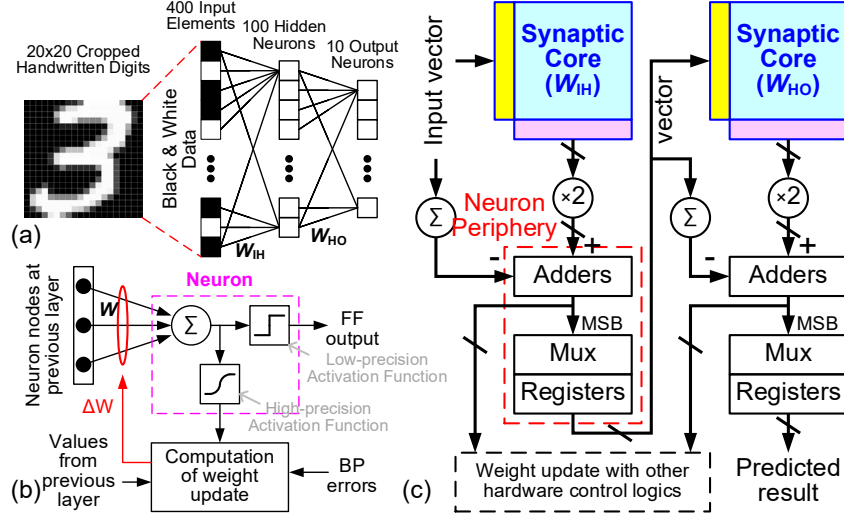 400 Input
Elements
100 Hidden
Neurons
10 Output
Neurons
20x20 Cropped
Handwritten Digits
Black & White
Data
W_IH
W_HO
(a)
Neuron nodes at
previous layer
W
Neuron
Σ
FF
output
Low-precision
Activation Function
High-precision
Activation Function
ΔW
Values
from
previous
layer
Computation
of weight
update
BP
errors
(b)
Input vector
Synaptic
Core
(W_IH)
vector
Synaptic
Core
(W_HO)
×2
×2
Σ
Σ
Neuron
Periphery
+
-
Adders
+
-
Adders
MSB
MSB
Mux
Mux
Registers
Registers
Weight update with other
hardware control logics
Predicted
result
(c)